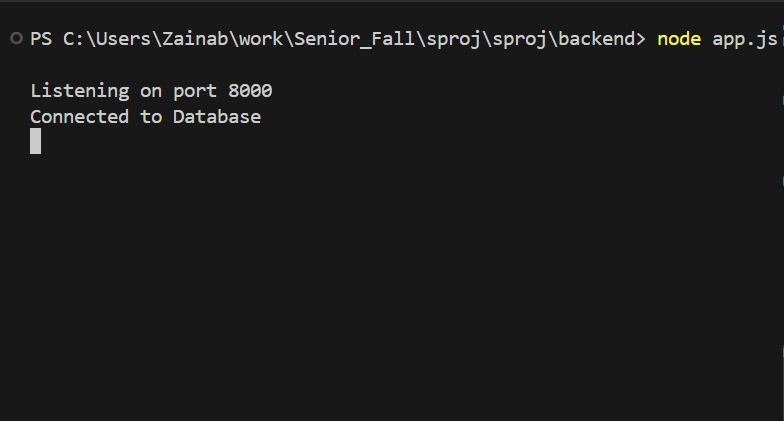 PS C:\Users\Zainab\work\Senior_Fall\sproj\sproj\backend> node app.js
Listening on port 8000
Connected to Database